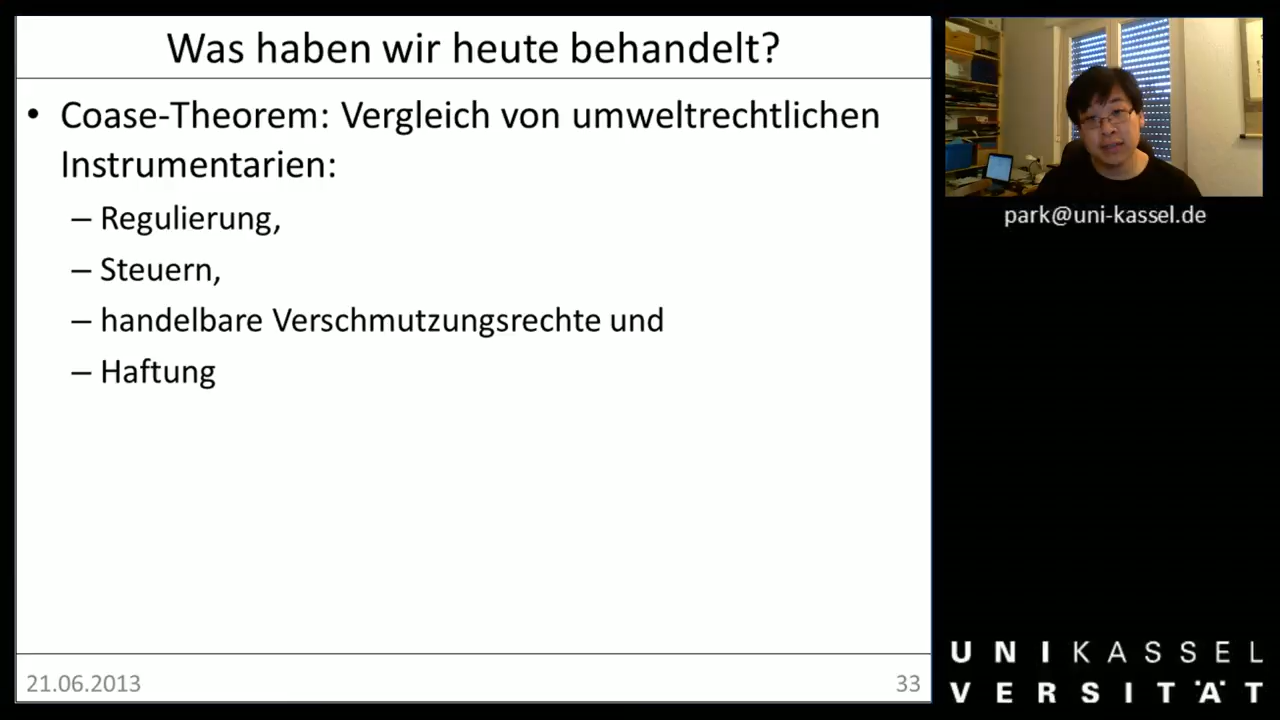 Was haben wir heute behandelt?
• Coase-Theorem: Vergleich von umweltrechtlichen
Instrumentarien:
– Regulierung,
– Steuern,
– handelbare Verschmutzungsrechte und
– Haftung
21.06.2013
33
park@uni-kassel.de
UNIKASSEL
VERSITÄT